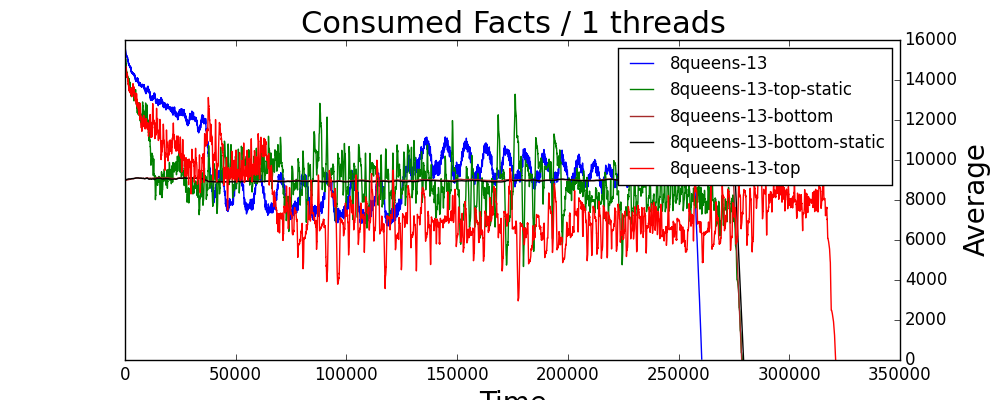 Consumed Facts / 1 threads
8queens-13
8queens-13-top-static
8queens-13-bottom
8queens-13-bottom-static
8queens-13-top
16000
14000
12000
10000
8000
6000
4000
2000
0
Average
0 50000 100000 150000 200000 250000 300000 350000
Time